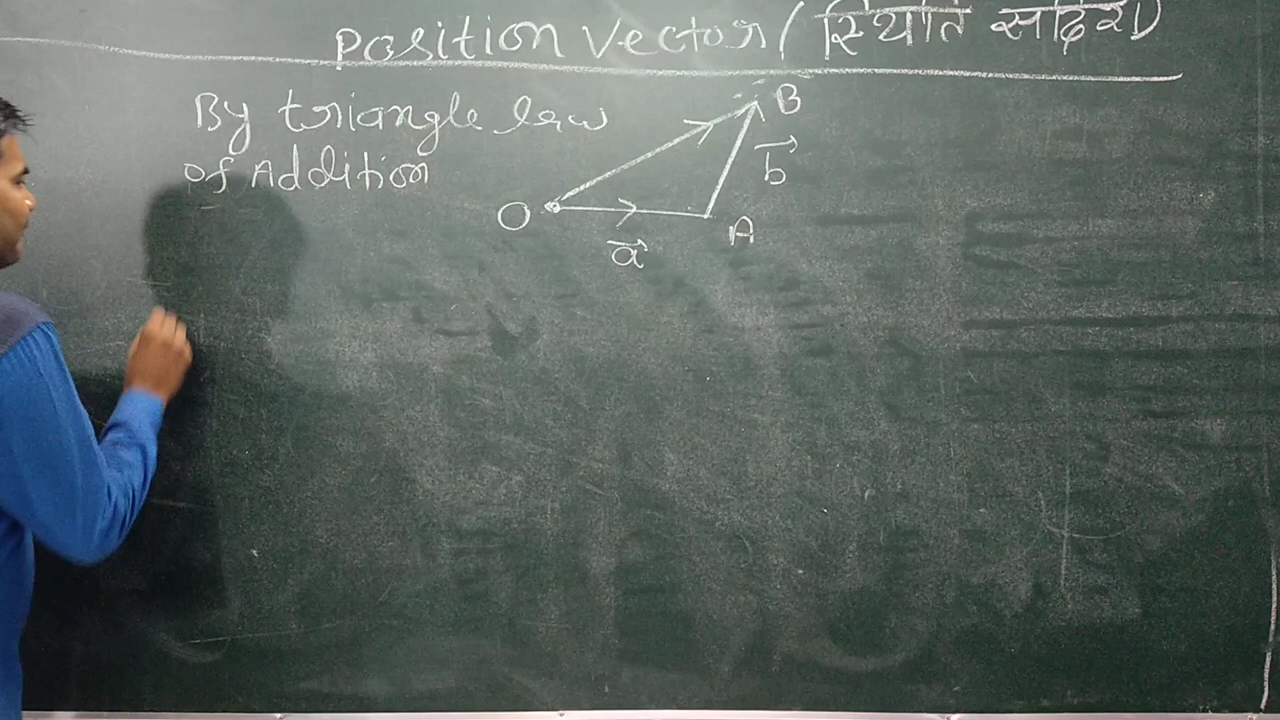 Position Vector (स्थिति सदिश)
By triangle law
of Addition
B
b⃗
O
A
a⃗